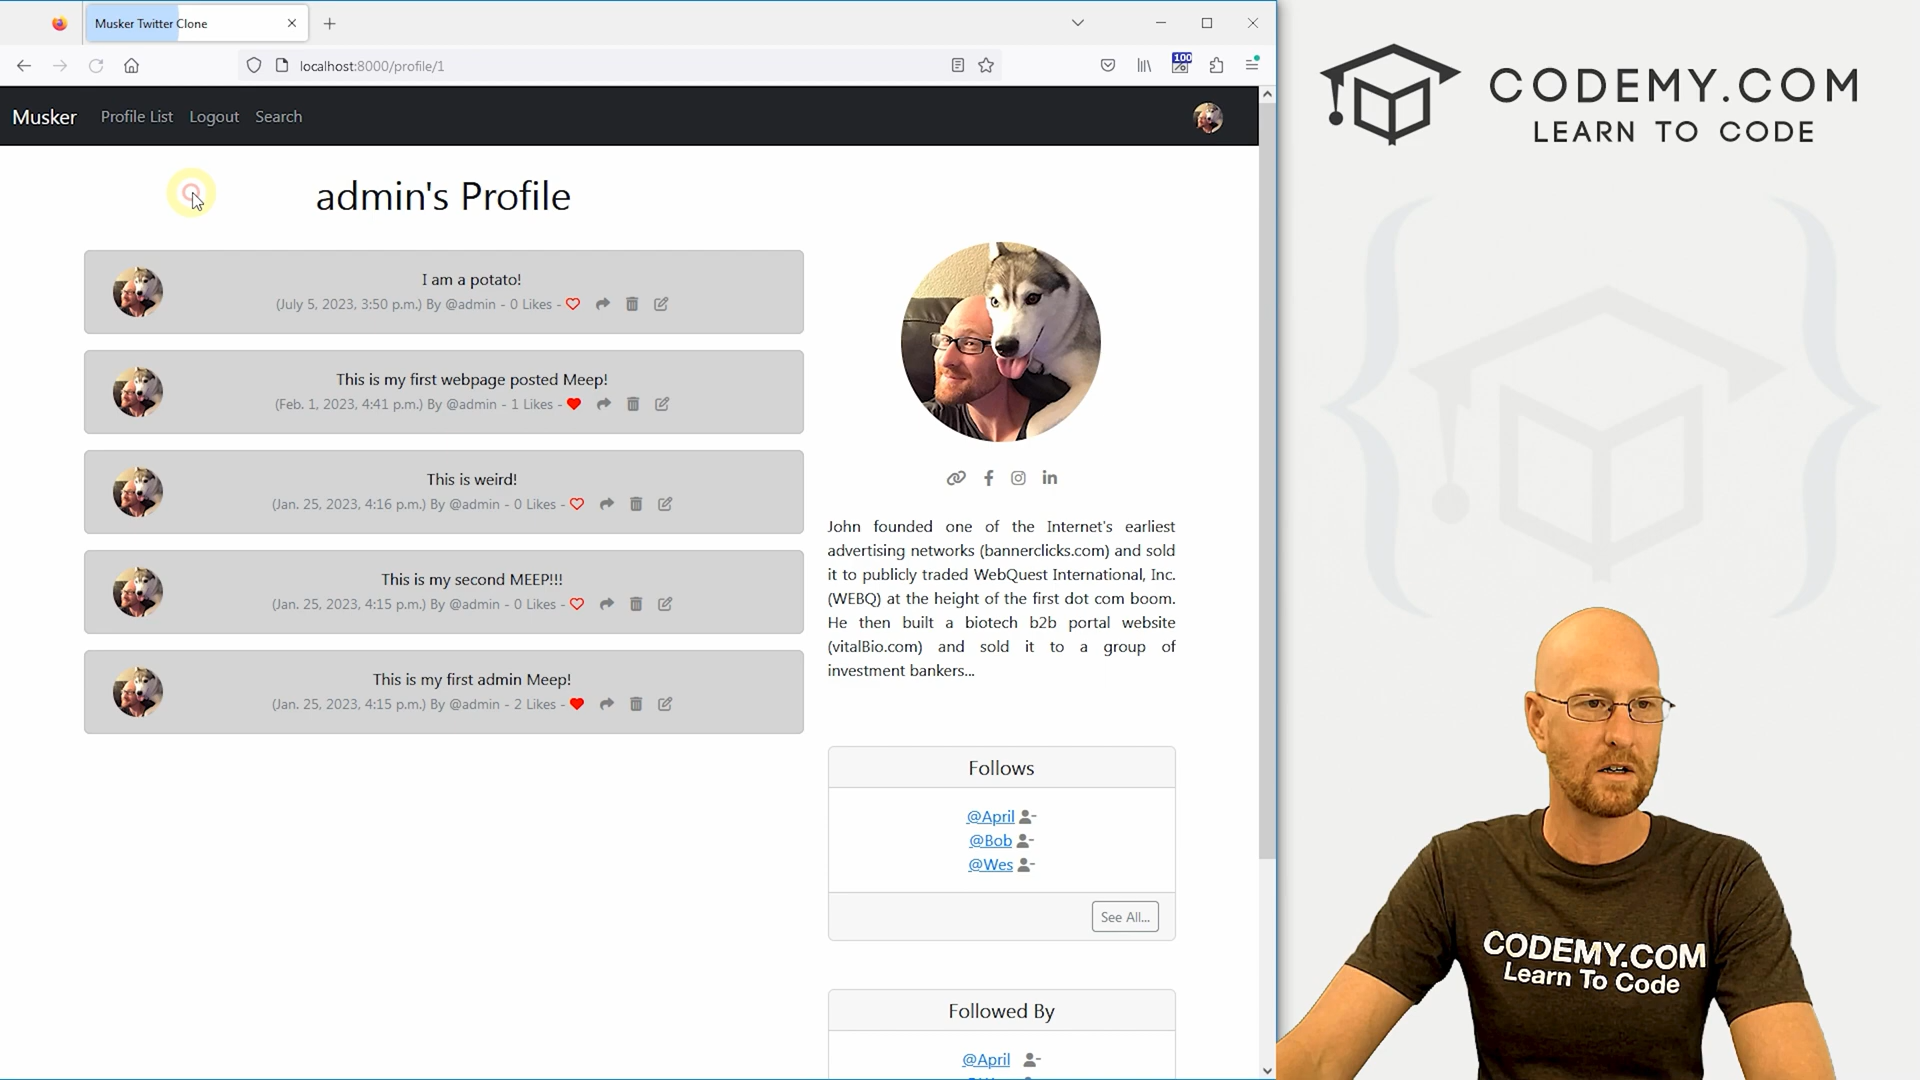 Musker Twitter Clone
localhost:8000/profile/1
100
%
Musker Profile List Logout Search
admin's Profile
I am a potato!
(July 5, 2023, 3:50 p.m.) By @admin - 0 Likes -
This is my first webpage posted Meep!
(Feb. 1, 2023, 4:41 p.m.) By @admin - 1 Likes -
This is weird!
(Jan. 25, 2023, 4:16 p.m.) By @admin - 0 Likes -
This is my second MEEP!!!
(Jan. 25, 2023, 4:15 p.m.) By @admin - 0 Likes -
This is my first admin Meep!
(Jan. 25, 2023, 4:15 p.m.) By @admin - 2 Likes -
John founded one of the Internet's earliest
advertising networks (bannerclicks.com) and sold
it to publicly traded WebQuest International, Inc.
(WEBQ) at the height of the first dot com boom.
He then built a biotech b2b portal website
(vitalBio.com) and sold it to a group of
investment bankers...
Follows
@April
@Bob
@Wes
See All...
Followed By
@April
CODEMY.COM
LEARN TO CODE
CODEMY.COM
Learn To Code